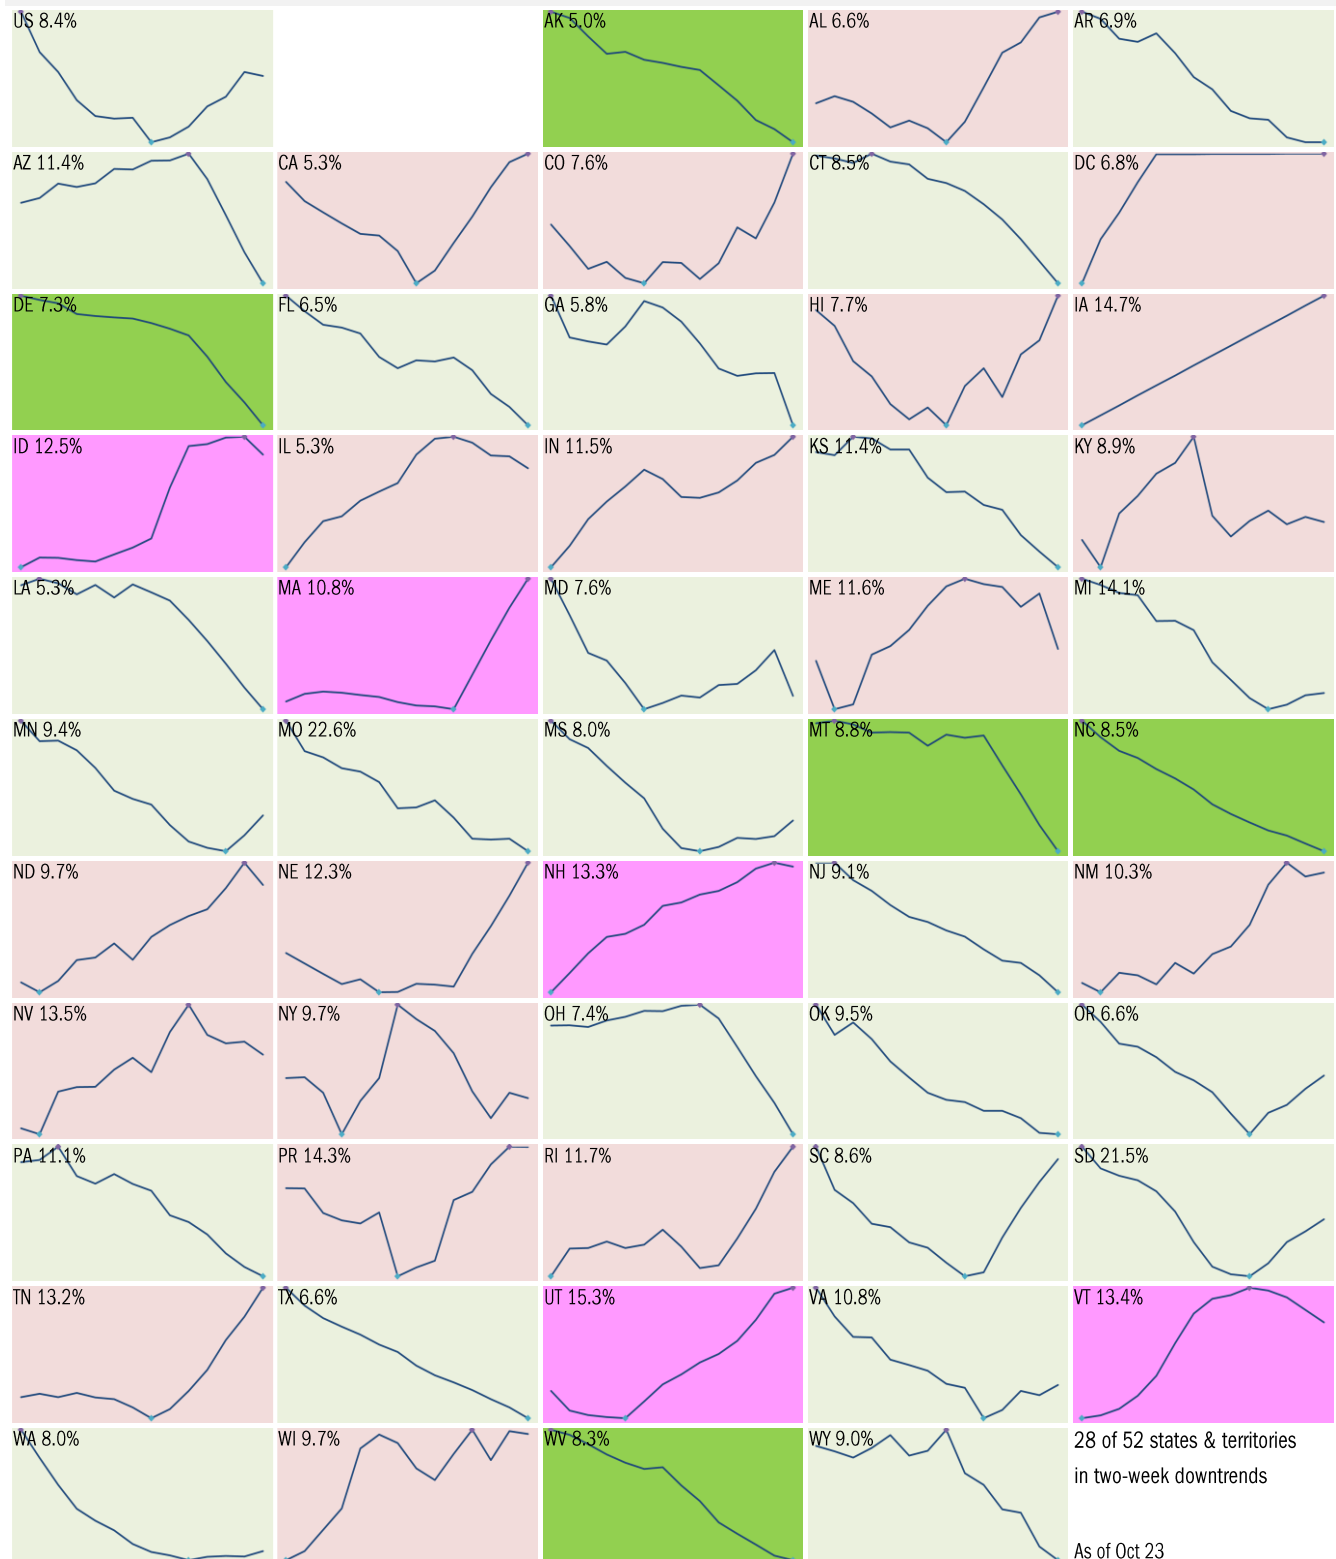 US 8.4%
AK 5.0%
AL 6.6%
AR 6.9%
AZ 11.4%
CA 5.3%
CO 7.6%
CT 8.5%
DC 6.8%
DE 7.3%
FL 6.5%
GA 5.8%
HI 7.7%
IA 14.7%
ID 12.5%
IL 5.3%
IN 11.5%
KS 11.4%
KY 8.9%
LA 5.3%
MA 10.8%
MD 7.6%
ME 11.6%
MI 14.1%
MN 9.4%
MO 22.6%
MS 8.0%
MT 8.8%
NC 8.5%
ND 9.7%
NE 12.3%
NH 13.3%
NJ 9.1%
NM 10.3%
NV 13.5%
NY 9.7%
OH 7.4%
OK 9.5%
OR 6.6%
PA 11.1%
PR 14.3%
RI 11.7%
SC 8.6%
SD 21.5%
TN 13.2%
TX 6.6%
UT 15.3%
VA 10.8%
VT 13.4%
WA 8.0%
WI 9.7%
WV 8.3%
WY 9.0%
28 of 52 states & territories
in two-week downtrends
As of Oct 23